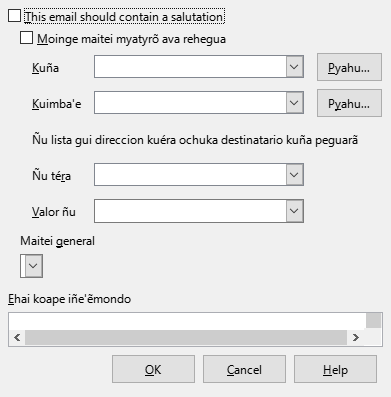 This email should contain a salutation
Moinge maitei myatyrõ ava rehegua
Kuña
Pyahu...
Kuimba'e
Pyahu...
Ñu lista gui direccion kuéra ochuka destinatario kuña peguarã
Ñu téra
Valor ñu
Maitei general
Ehai koape iñe'ẽmondo
OK
Cancel
Help